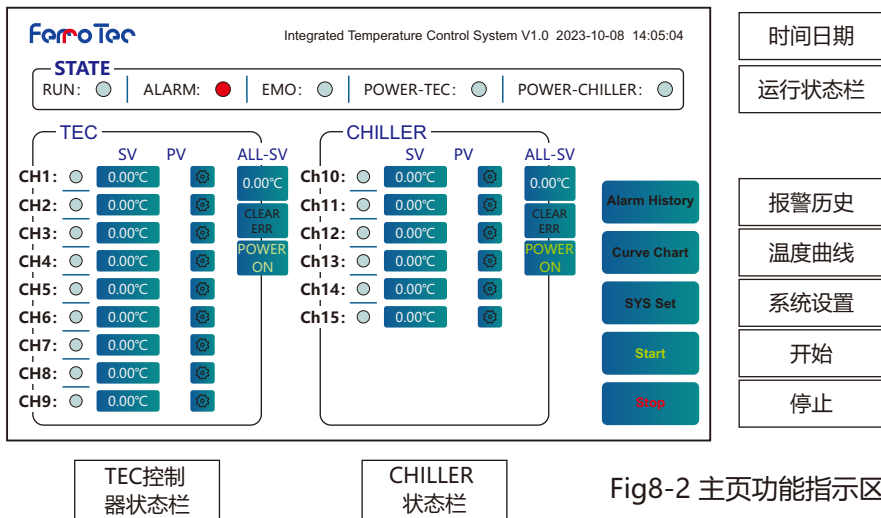 FerroTec
Integrated Temperature Control System V1.0 2023-10-08 14:05:04
时间日期
STATE
RUN: ALARM: EMO: POWER-TEC: POWER-CHILLER:
运行状态栏
TEC
SV PV ALL-SV
CH1: 0.00℃
CH2: 0.00℃
CH3: 0.00℃
CH4: 0.00℃
CH5: 0.00℃
CH6: 0.00℃
CH7: 0.00℃
CH8: 0.00℃
CH9: 0.00℃
0.00℃
CLEAR
ERR
POWER
ON
CHILLER
SV PV ALL-SV
Ch10: 0.00℃
Ch11: 0.00℃
Ch12: 0.00℃
Ch13: 0.00℃
Ch14: 0.00℃
Ch15: 0.00℃
0.00℃
CLEAR
ERR
POWER
ON
Alarm History
Curve Chart
SYS Set
Start
Stop
报警历史
温度曲线
系统设置
开始
停止
TEC控制
器状态栏
CHILLER
状态栏
Fig8-2 主页功能指示区